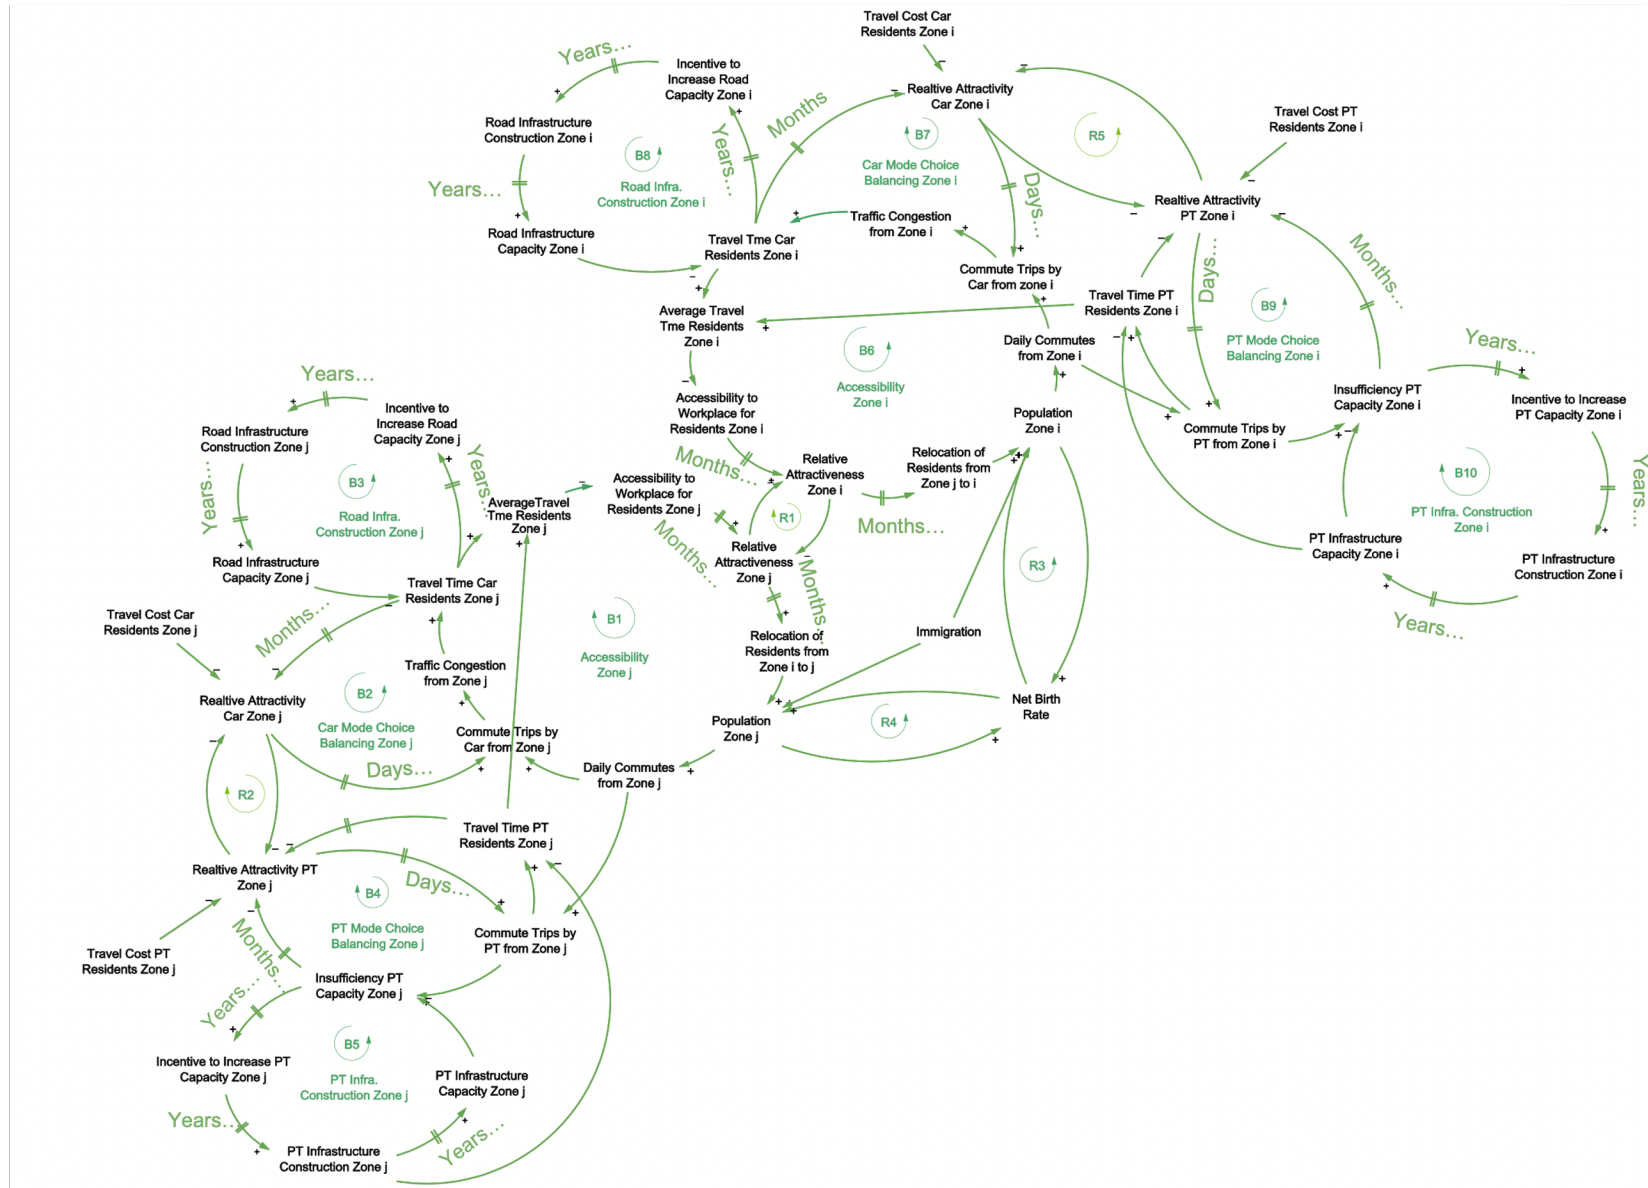 Travel Cost Car
Residents Zone i
Years...
Incentive to
Increase Road
Capacity Zone i
Realtive Attractivity
Car Zone i
Months
Travel Cost PT
Residents Zone i
Road Infrastructure
Construction Zone i
B8
B7
R5
Years...
Car Mode Choice
Balancing Zone i
Years...
Road Infra.
Construction Zone i
Days...
Realtive Attractivity
PT Zone i
Traffic Congestion
from Zone i
Road Infrastructure
Capacity Zone i
Travel Tme Car
Residents Zone i
Months...
Days...
Commute Trips by
Car from zone i
Travel Time PT
Residents Zone i
B9
Average Travel
Tme Residents
Zone i
PT Mode Choice
Balancing Zone i
Daily Commutes
from Zone i
B6
Accessibility
Zone i
Years...
Years...
Insufficiency PT
Capacity Zone i
Incentive to Increase
PT Capacity Zone i
Accessibility to
Workplace for
Residents Zone i
Population
Zone i
Commute Trips by
PT from Zone i
Incentive to
Increase Road
Capacity Zone j
Road Infrastructure
Construction Zone j
Months...
Relative
Attractiveness
Zone i
Relocation of
Residents from
Zone j to i
Years...
Years...
B3
Road Infra.
Construction Zone j
Accessibility to
Workplace for
Residents Zone j
AverageTravel
Tme Residents
Zone j
B10
PT Infra. Construction
Zone i
Years...
R1
Months...
Months...
Relative
Attractiveness
Zone j
PT Infrastructure
Capacity Zone i
PT Infrastructure
Construction Zone i
Road Infrastructure
Capacity Zone j
Travel Time Car
Residents Zone j
R3
Months...
Years...
Travel Cost Car
Residents Zone j
Months...
B1
Accessibility
Zone j
Relocation of
Residents from
Zone i to j
Immigration
Traffic Congestion
from Zone j
Realtive Attractivity
Car Zone j
B2
Car Mode Choice
Balancing Zone j
Net Birth
Rate
Population
Zone j
R4
Commute Trips by
Car from Zone j
Days...
Daily Commutes
from Zone j
R2
Travel Time PT
Residents Zone j
Realtive Attractivity PT
Zone j
B4
Days...
PT Mode Choice
Balancing Zone j
Commute Trips by
PT from Zone j
Travel Cost PT
Residents Zone j
Months...
Insufficiency PT
Capacity Zone j
Years...
B5
Incentive to Increase PT
Capacity Zone j
PT Infra.
Construction Zone j
PT Infrastructure
Capacity Zone j
Years...
Years...
PT Infrastructure
Construction Zone j